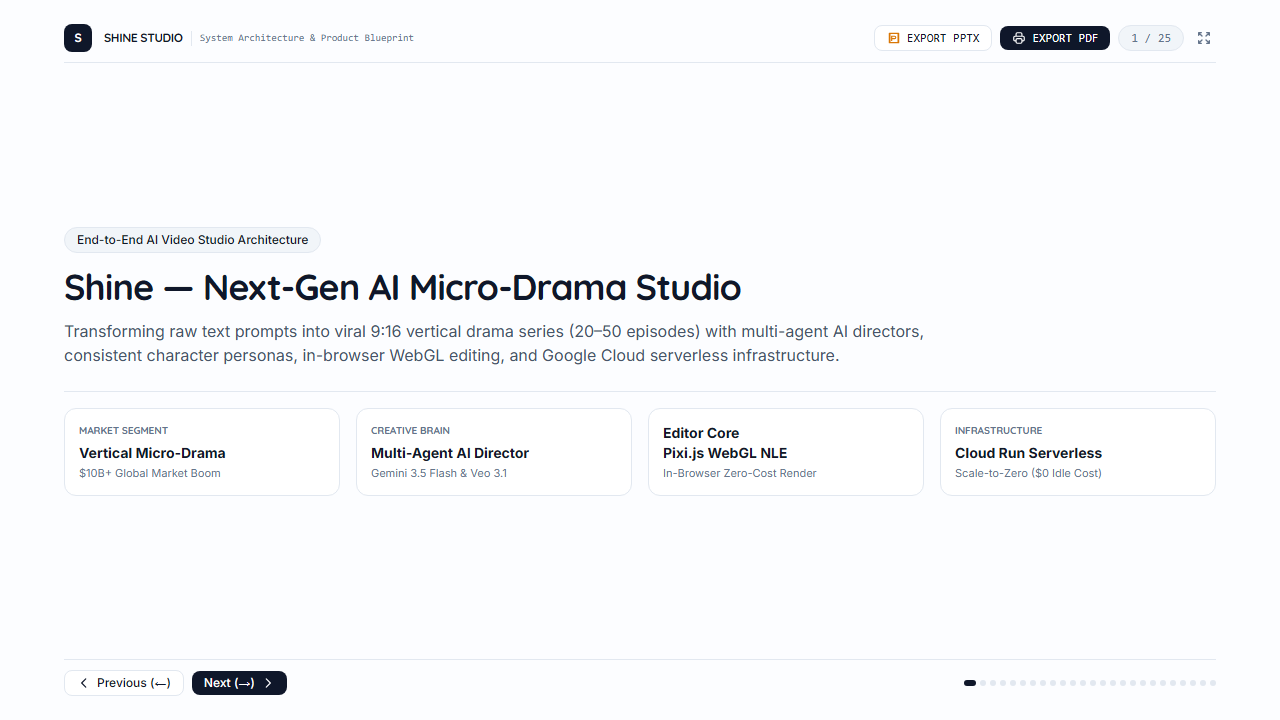 S
SHINE STUDIO
System Architecture & Product Blueprint
EXPORT PPTX
EXPORT PDF
1 / 25
End-to-End AI Video Studio Architecture
Shine — Next-Gen AI Micro-Drama Studio
Transforming raw text prompts into viral 9:16 vertical drama series (20–50 episodes) with multi-agent AI directors,
consistent character personas, in-browser WebGL editing, and Google Cloud serverless infrastructure.
MARKET SEGMENT
Vertical Micro-Drama
$10B+ Global Market Boom
CREATIVE BRAIN
Multi-Agent AI Director
Gemini 3.5 Flash & Veo 3.1
Editor Core
Pixi.js WebGL NLE
In-Browser Zero-Cost Render
INFRASTRUCTURE
Cloud Run Serverless
Scale-to-Zero ($0 Idle Cost)
Previous (←)
Next (→)